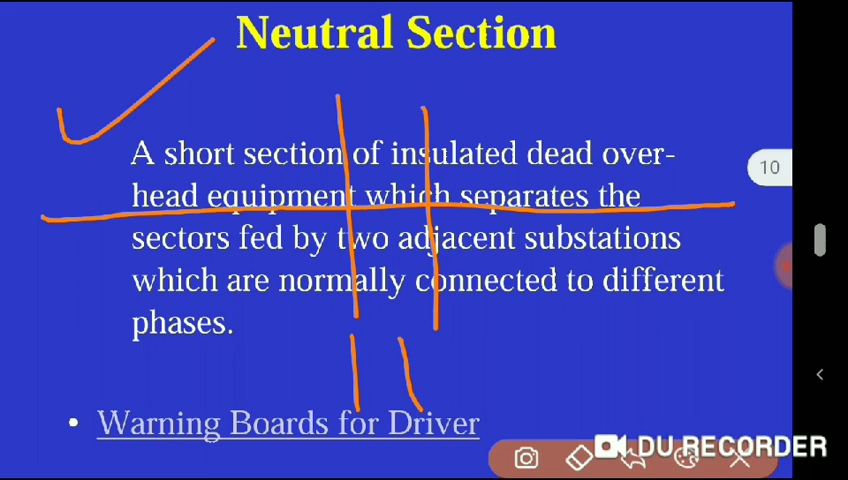 Neutral Section
A short section of insulated dead over-
head equipment which separates the
sectors fed by two adjacent substations
which are normally connected to different
phases.
• Warning Boards for Driver
10
DU RECORDER